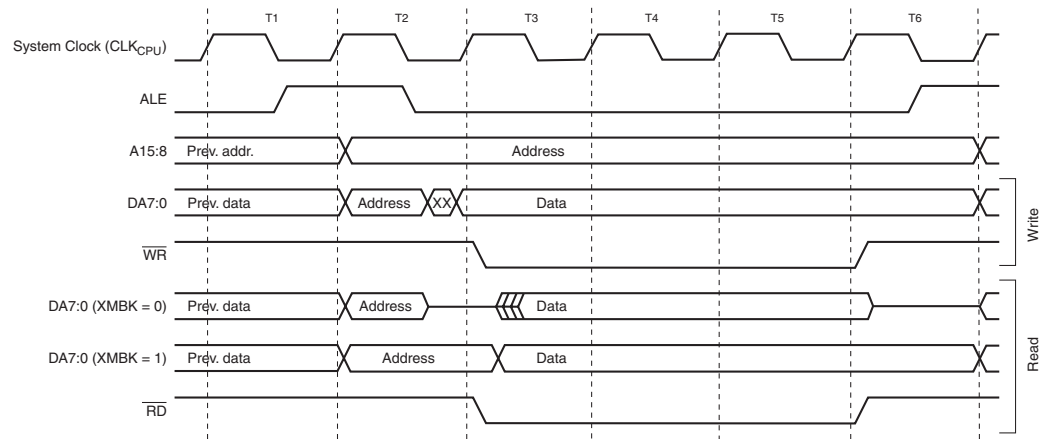 T1 T2 T3 T4 T5 T6
System Clock (CLKCPU)
ALE
A15:8 Prev. addr. Address
DA7:0 Prev. data Address XX Data
WR
Write
DA7:0 (XMBK = 0) Prev. data Address Data
DA7:0 (XMBK = 1) Prev. data Address Data
RD
Read